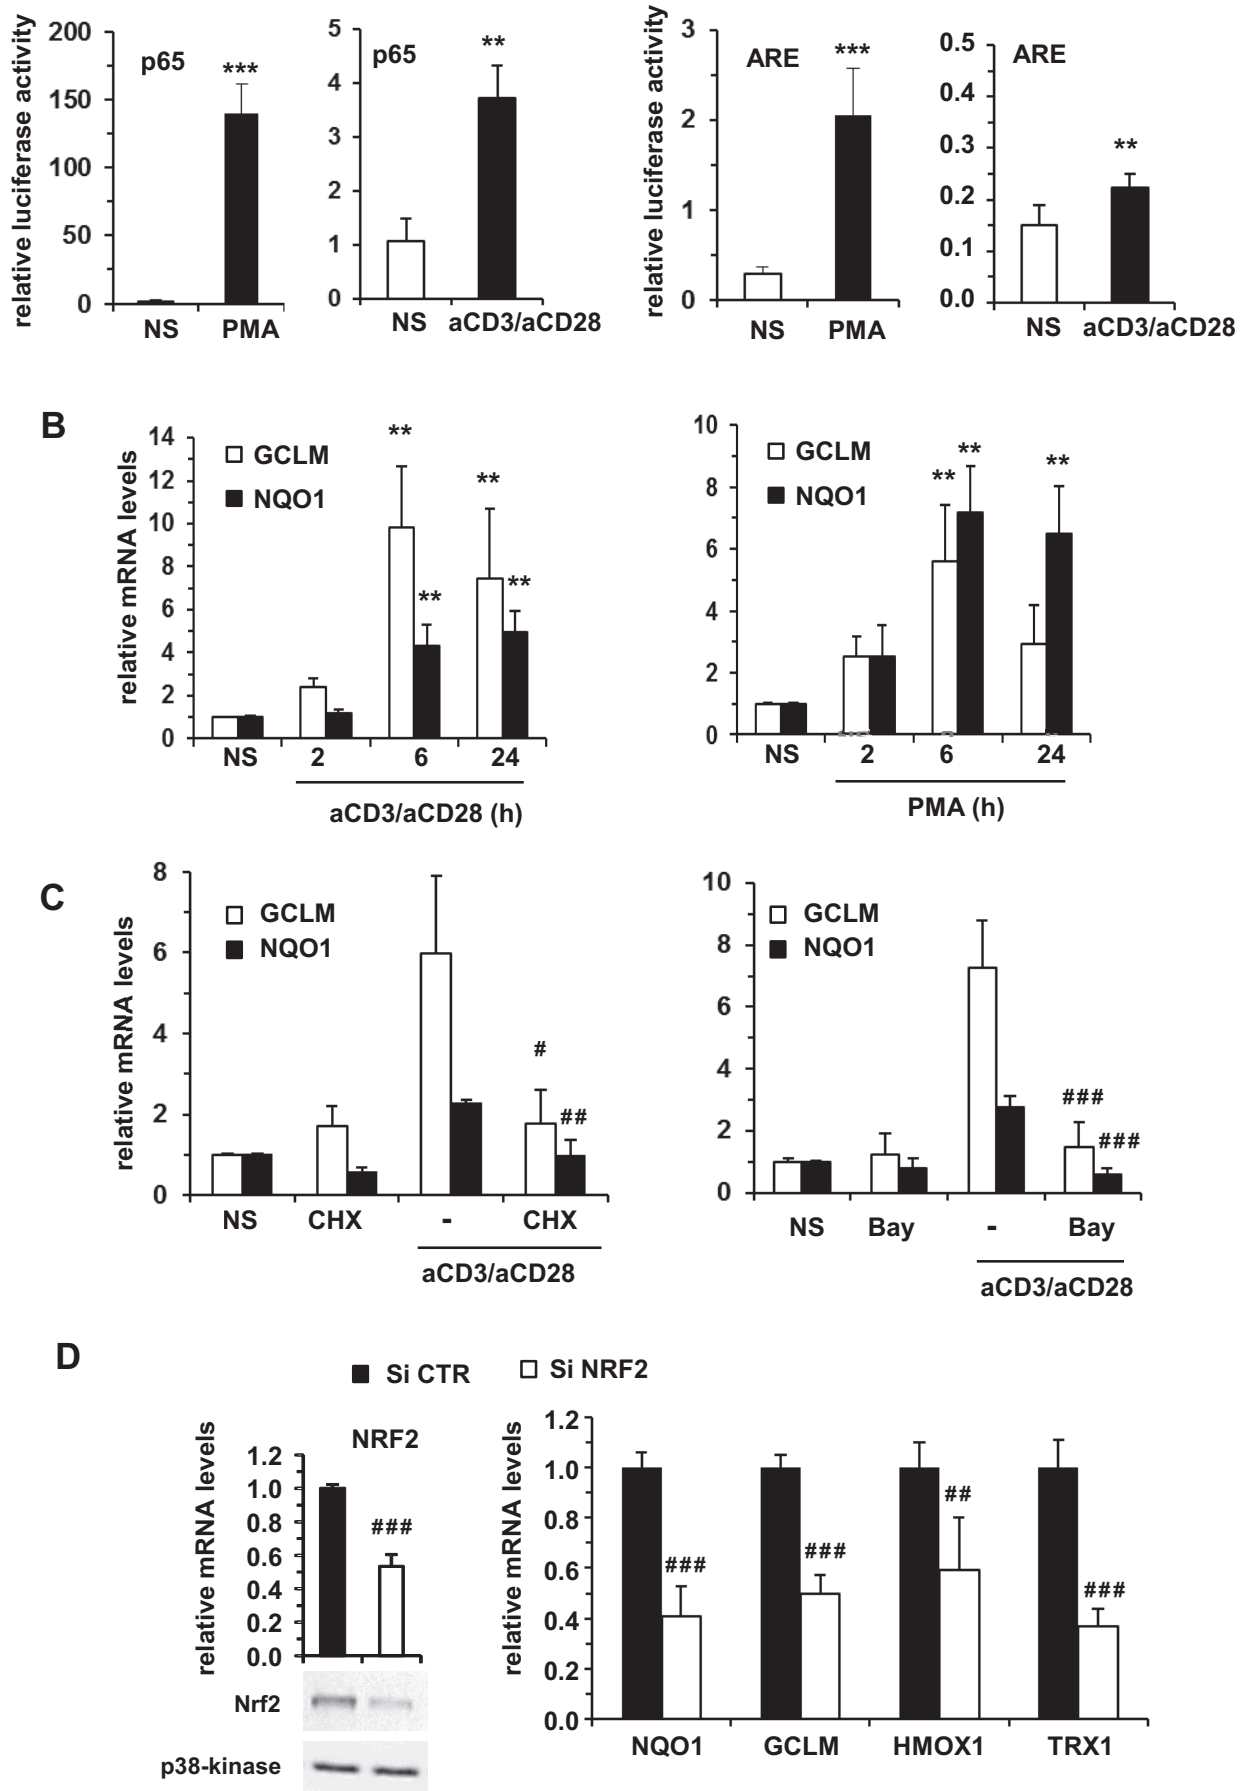 relative luciferase activity
200
150
100
50
0
p65
***
NS PMA
5
4
3
2
1
0
p65
**
NS aCD3/aCD28
relative luciferase activity
3
2
1
0
ARE
***
NS PMA
0.5
0.4
0.3
0.2
0.1
0.0
ARE
**
NS aCD3/aCD28
B
relative mRNA levels
14
12
10
8
6
4
2
0
GCLM
NQO1
**
**
**
**
NS 2 6 24
aCD3/aCD28 (h)
10
8
6
4
2
0
GCLM
NQO1
**
**
**
NS 2 6 24
PMA (h)
C
relative mRNA levels
8
6
4
2
0
GCLM
NQO1
#
##
NS CHX - CHX
aCD3/aCD28
10
8
6
4
2
0
GCLM
NQO1
###
###
NS Bay - Bay
aCD3/aCD28
D
Si CTR Si NRF2
relative mRNA levels
NRF2
1.2
1.0
0.8
0.6
0.4
0.2
0.0
###
Nrf2
p38-kinase
relative mRNA levels
1.2
1.0
0.8
0.6
0.4
0.2
0.0
###
###
##
###
NQO1 GCLM HMOX1 TRX1